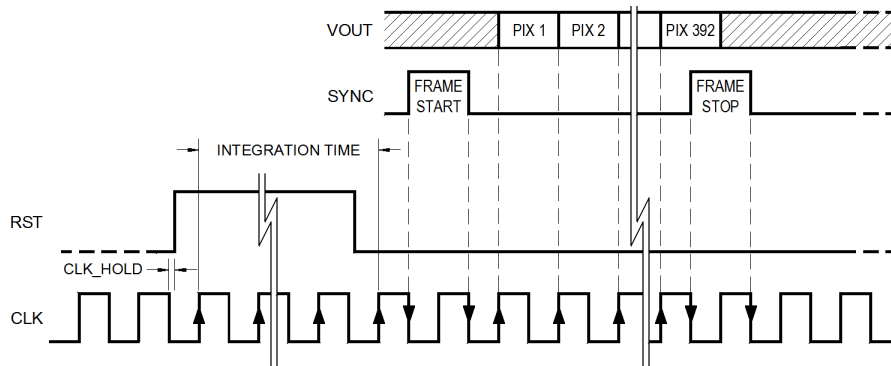 VOUT
PIX 1
PIX 2
PIX 392
SYNC
FRAME
START
FRAME
STOP
INTEGRATION TIME
RST
CLK_HOLD
CLK